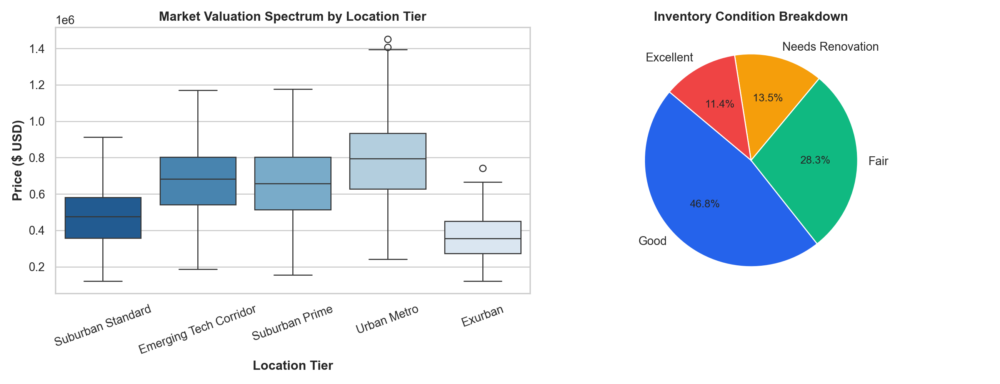 Market Valuation Spectrum by Location Tier
1e6
1.4
1.2
1.0
0.8
0.6
0.4
0.2
Price ($ USD)
Suburban Standard
Emerging Tech Corridor
Suburban Prime
Urban Metro
Exurban
Location Tier
Inventory Condition Breakdown
Needs Renovation
Excellent
13.5%
11.4%
28.3%
Fair
46.8%
Good